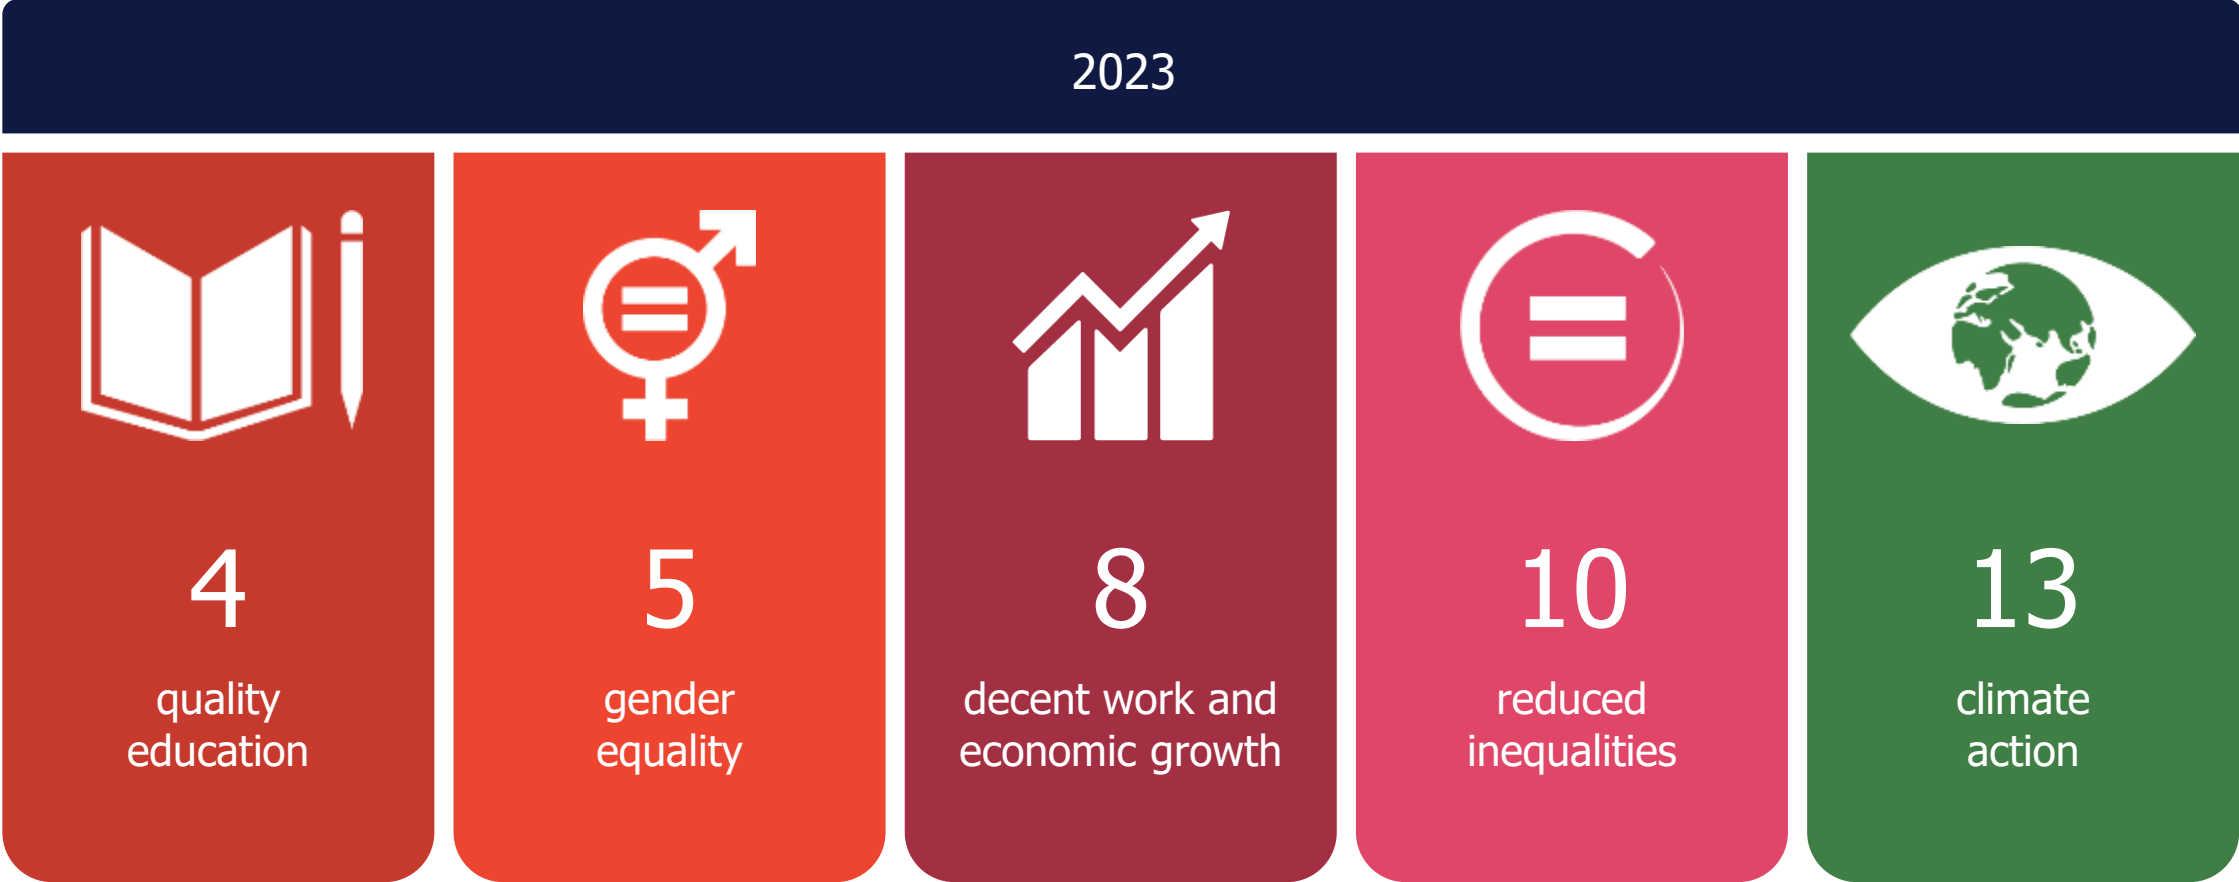 2023
4
quality
education
5
gender
equality
8
decent work and
economic growth
10
reduced
inequalities
13
climate
action